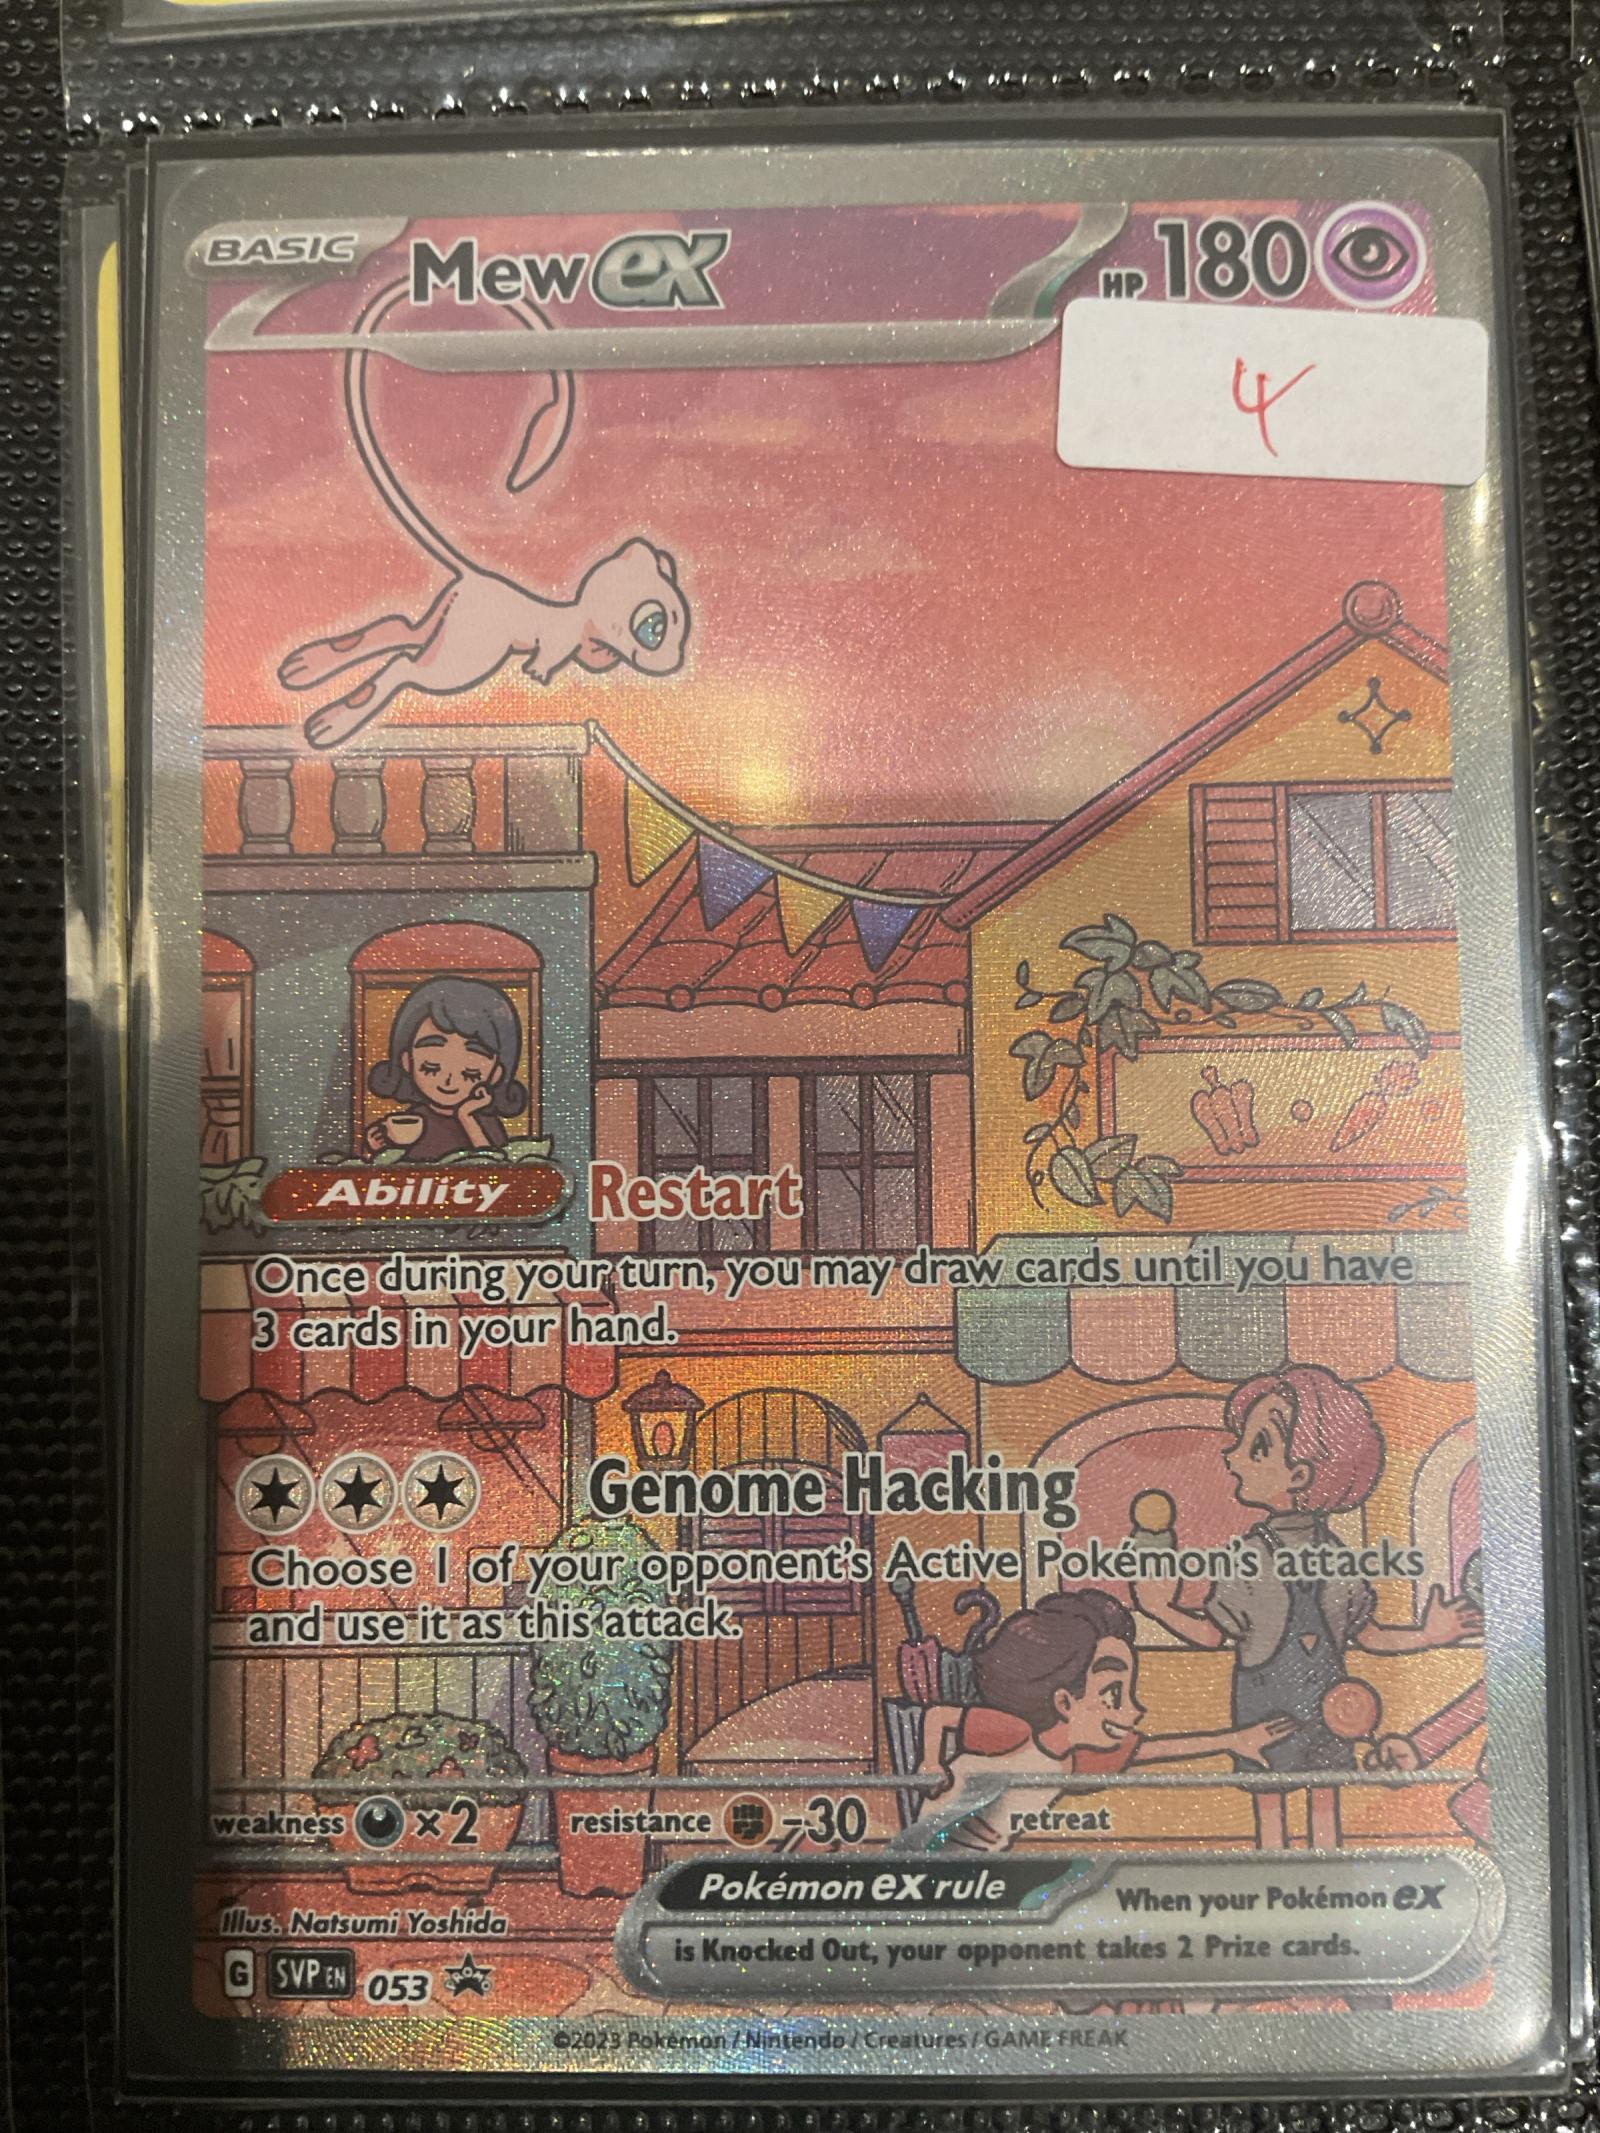 BASIC Mew ex HP 180
4
Ability Restart
Once during your turn, you may draw cards until you have
3 cards in your hand.
Genome Hacking
Choose 1 of your opponent's Active Pokémon's attacks
and use it as this attack.
weakness ×2 resistance -30 retreat
Pokémon ex rule When your Pokémon ex
is Knocked Out, your opponent takes 2 Prize cards.
Illus. Natsumi Yoshida
G SVP EN 053 PROMO
©2023 Pokémon / Nintendo / Creatures / GAME FREAK